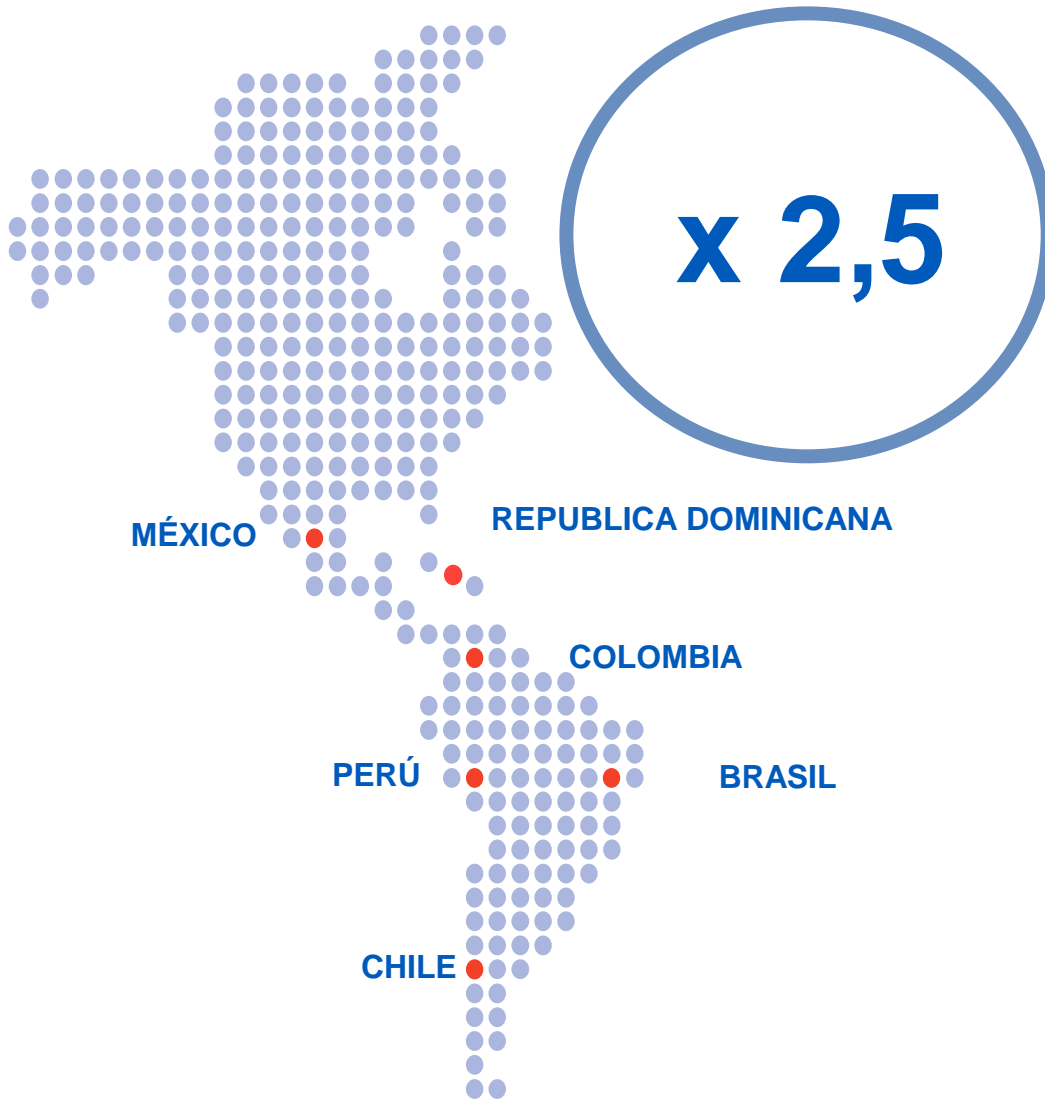 x 2,5
REPUBLICA DOMINICANA
MÉXICO
COLOMBIA
PERÚ
BRASIL
CHILE